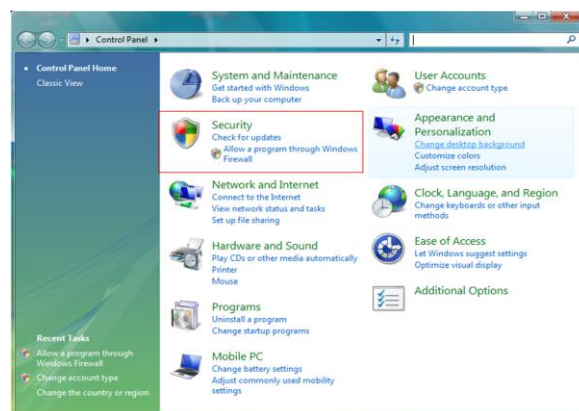 Control Panel
Control Panel Home
Classic View
Recent Tasks
Allow a program through
Windows Firewall
Change account type
Change the country or region
System and Maintenance
Get started with Windows
Back up your computer
Security
Check for updates
Allow a program through Windows
Firewall
Network and Internet
Connect to the Internet
View network status and tasks
Set up file sharing
Hardware and Sound
Play CDs or other media automatically
Printer
Mouse
Programs
Uninstall a program
Change startup programs
Mobile PC
Change battery settings
Adjust commonly used mobility
settings
User Accounts
Change account type
Appearance and
Personalization
Change desktop background
Customize colors
Adjust screen resolution
Clock, Language, and Region
Change keyboards or other input
methods
Ease of Access
Let Windows suggest settings
Optimize visual display
Additional Options